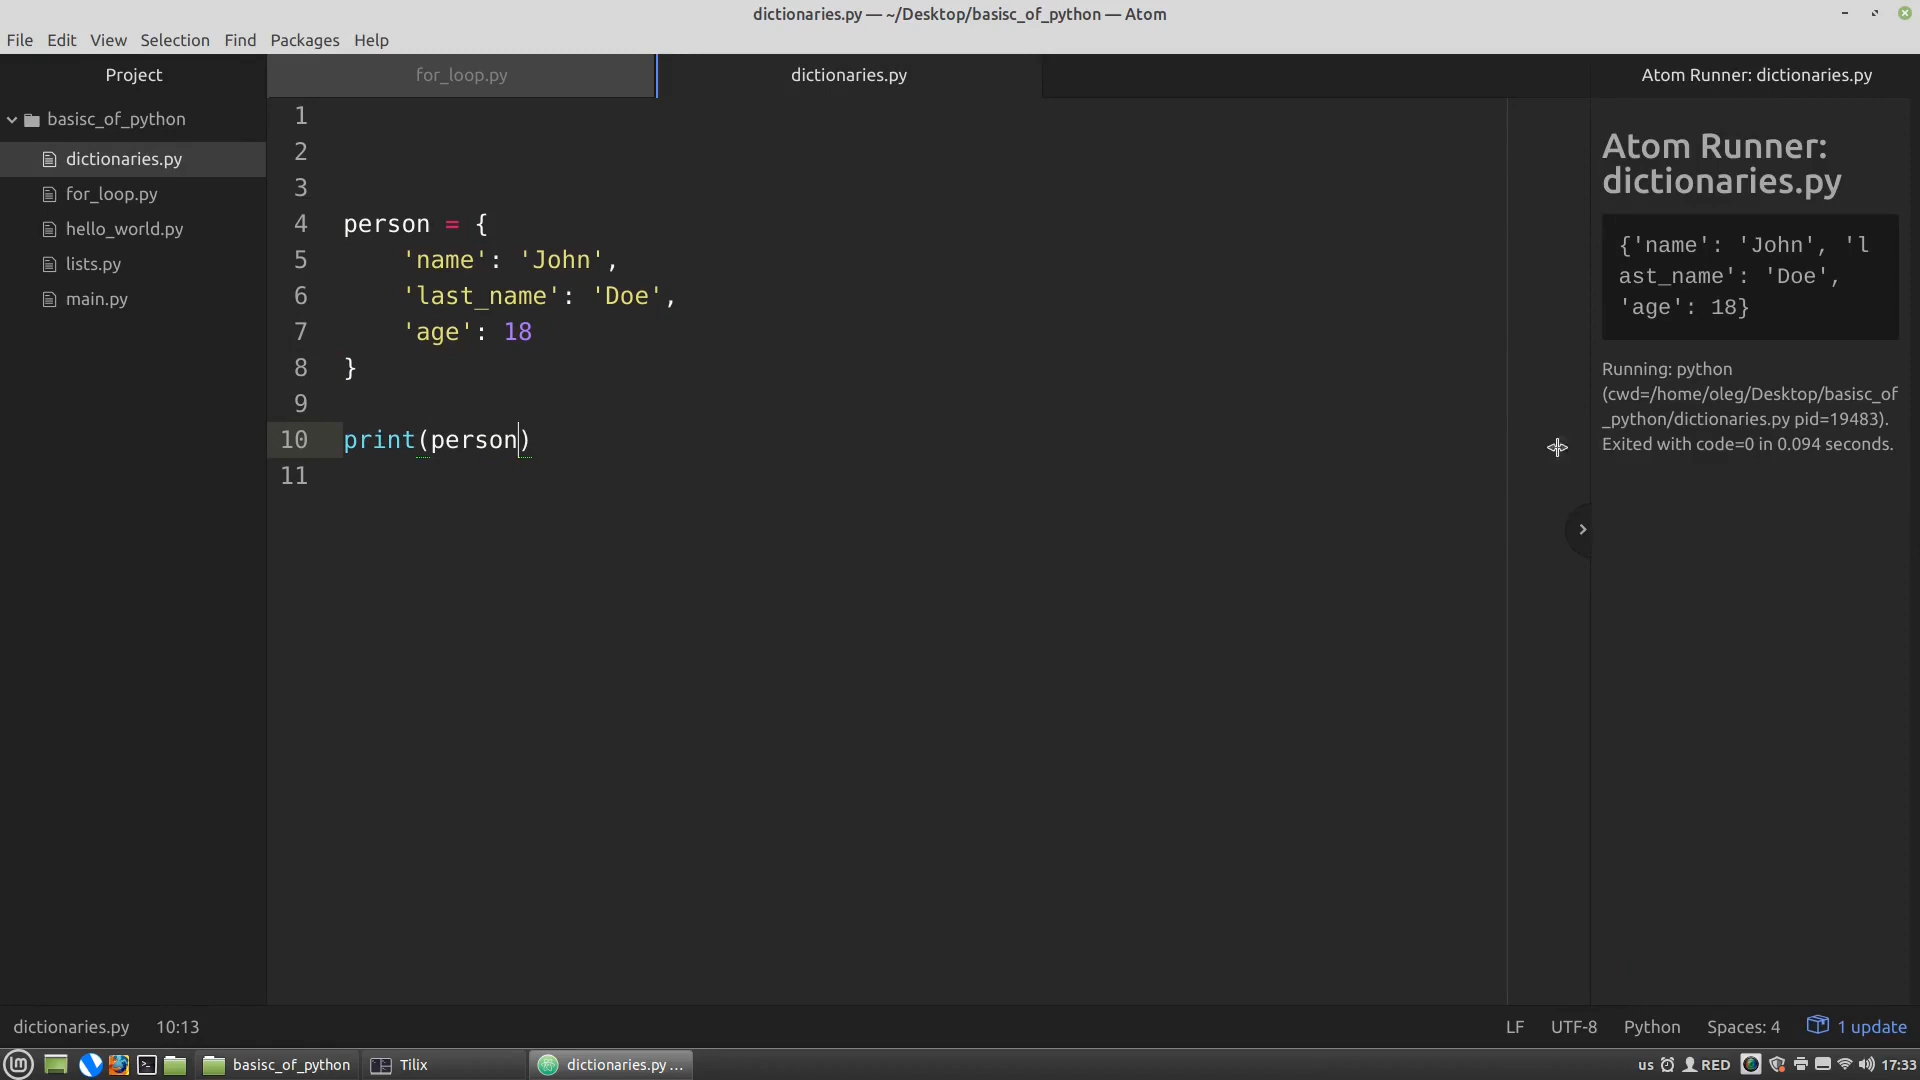 dictionaries.py — ~/Desktop/basisc_of_python — Atom
File Edit View Selection Find Packages Help
Project
for_loop.py
dictionaries.py
Atom Runner: dictionaries.py
basisc_of_python
dictionaries.py
for_loop.py
hello_world.py
lists.py
main.py
1
2
3
4 person = {
5 'name': 'John',
6 'last_name': 'Doe',
7 'age': 18
8 }
9
10 print(person)
11
Atom Runner:
dictionaries.py
{'name': 'John', 'l
ast_name': 'Doe',
'age': 18}
Running: python
(cwd=/home/oleg/Desktop/basisc_of
_python/dictionaries.py pid=19483).
Exited with code=0 in 0.094 seconds.
dictionaries.py 10:13
LF UTF-8 Python Spaces: 4 1 update
lm basisc_of_python Tilix dictionaries.py ... us RED 17:33